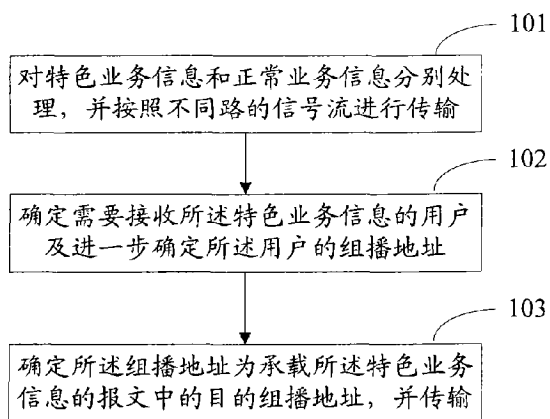 101
对特色业务信息和正常业务信息分别处
理，并按照不同路的信号流进行传输
102
确定需要接收所述特色业务信息的用户
及进一步确定所述用户的组播地址
103
确定所述组播地址为承载所述特色业务
信息的报文中的目的组播地址，并传输